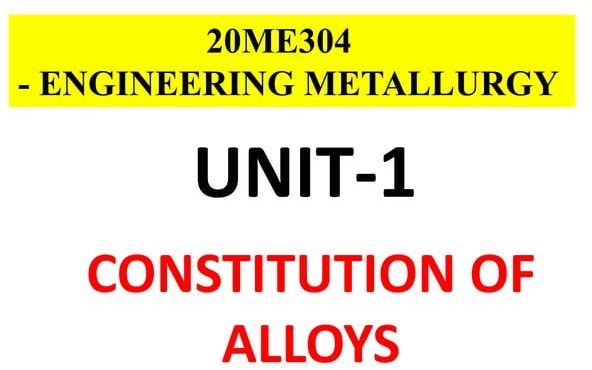 20ME304
- ENGINEERING METALLURGY
UNIT-1
CONSTITUTION OF
ALLOYS